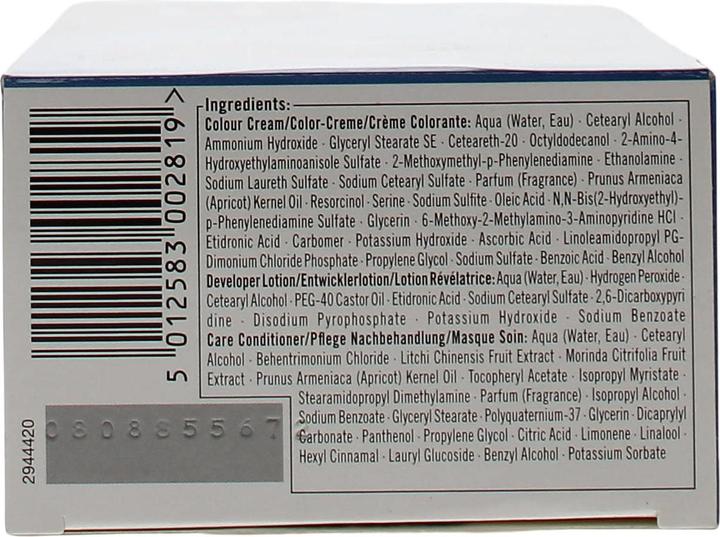 Ingredients:
Colour Cream/Color-Creme/Crème Colorante: Aqua (Water, Eau) · Cetearyl Alcohol ·
Ammonium Hydroxide · Glyceryl Stearate SE · Ceteareth-20 · Octyldodecanol · 2-Amino-4-
Hydroxyethylaminoanisole Sulfate · 2-Methoxymethyl-p-Phenylenediamine · Ethanolamine ·
Sodium Laureth Sulfate · Sodium Cetearyl Sulfate · Parfum (Fragrance) · Prunus Armeniaca
(Apricot) Kernel Oil · Resorcinol · Serine · Sodium Sulfite · Oleic Acid · N,N-Bis(2-Hydroxyethyl)-
p-Phenylenediamine Sulfate · Glycerin · 6-Methoxy-2-Methylamino-3-Aminopyridine HCl ·
Etidronic Acid · Carbomer · Potassium Hydroxide · Ascorbic Acid · Linoleamidopropyl PG-
Dimonium Chloride Phosphate · Propylene Glycol · Sodium Sulfate · Benzoic Acid · Benzyl Alcohol
Developer Lotion/Entwicklerlotion/Lotion Révélatrice: Aqua (Water, Eau) · Hydrogen Peroxide ·
Cetearyl Alcohol · PEG-40 Castor Oil · Etidronic Acid · Sodium Cetearyl Sulfate · 2,6-Dicarboxypyri
dine · Disodium Pyrophosphate · Potassium Hydroxide · Sodium Benzoate
Care Conditioner/Pflege Nachbehandlung/Masque Soin: Aqua (Water, Eau) · Cetearyl
Alcohol · Behentrimonium Chloride · Litchi Chinensis Fruit Extract · Morinda Citrifolia Fruit
Extract · Prunus Armeniaca (Apricot) Kernel Oil · Tocopheryl Acetate · Isopropyl Myristate ·
Stearamidopropyl Dimethylamine · Parfum (Fragrance) · Isopropyl Alcohol ·
Sodium Benzoate · Glyceryl Stearate · Polyquaternium-37 · Glycerin · Dicaprylyl
Carbonate · Panthenol · Propylene Glycol · Citric Acid · Limonene · Linalool ·
Hexyl Cinnamal · Lauryl Glucoside · Benzyl Alcohol · Potassium Sorbate
5 012583 002819 >
2944420